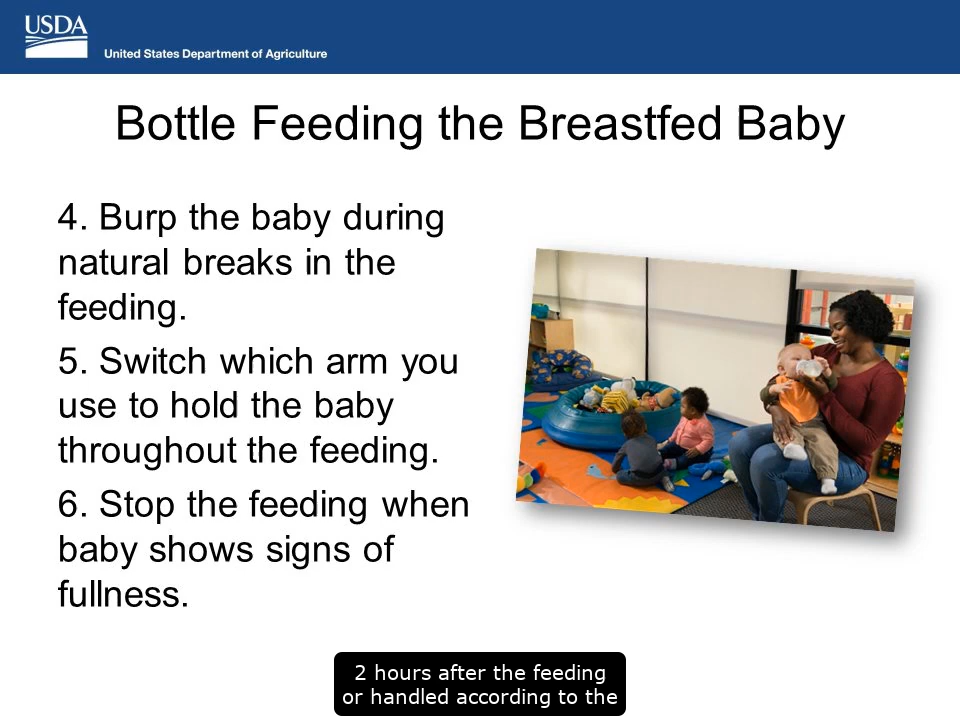 USDA
United States Department of Agriculture
Bottle Feeding the Breastfed Baby
4. Burp the baby during
natural breaks in the
feeding.
5. Switch which arm you
use to hold the baby
throughout the feeding.
6. Stop the feeding when
baby shows signs of
fullness.
2 hours after the feeding
or handled according to the